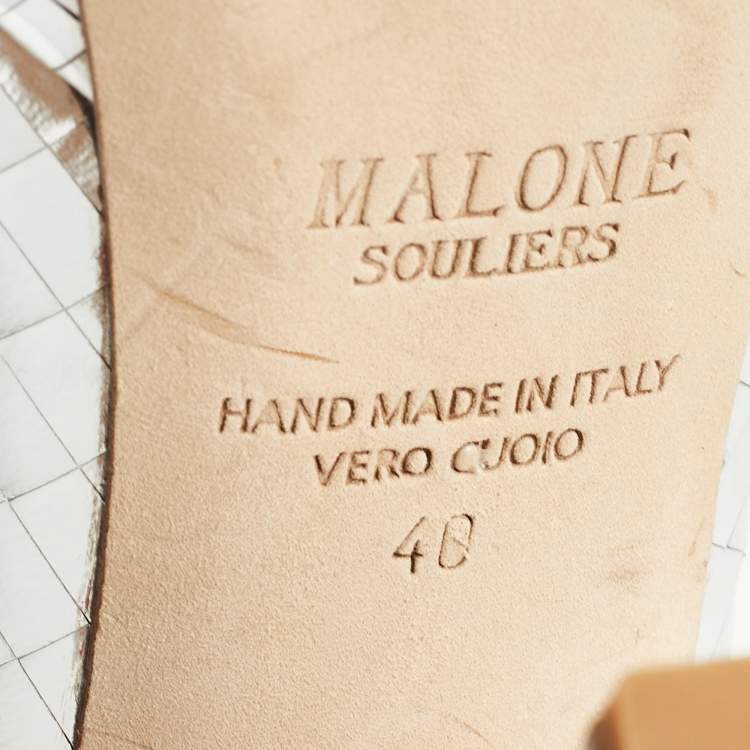 MALONE
SOULIERS
HAND MADE IN ITALY
VERO CUOIO
40